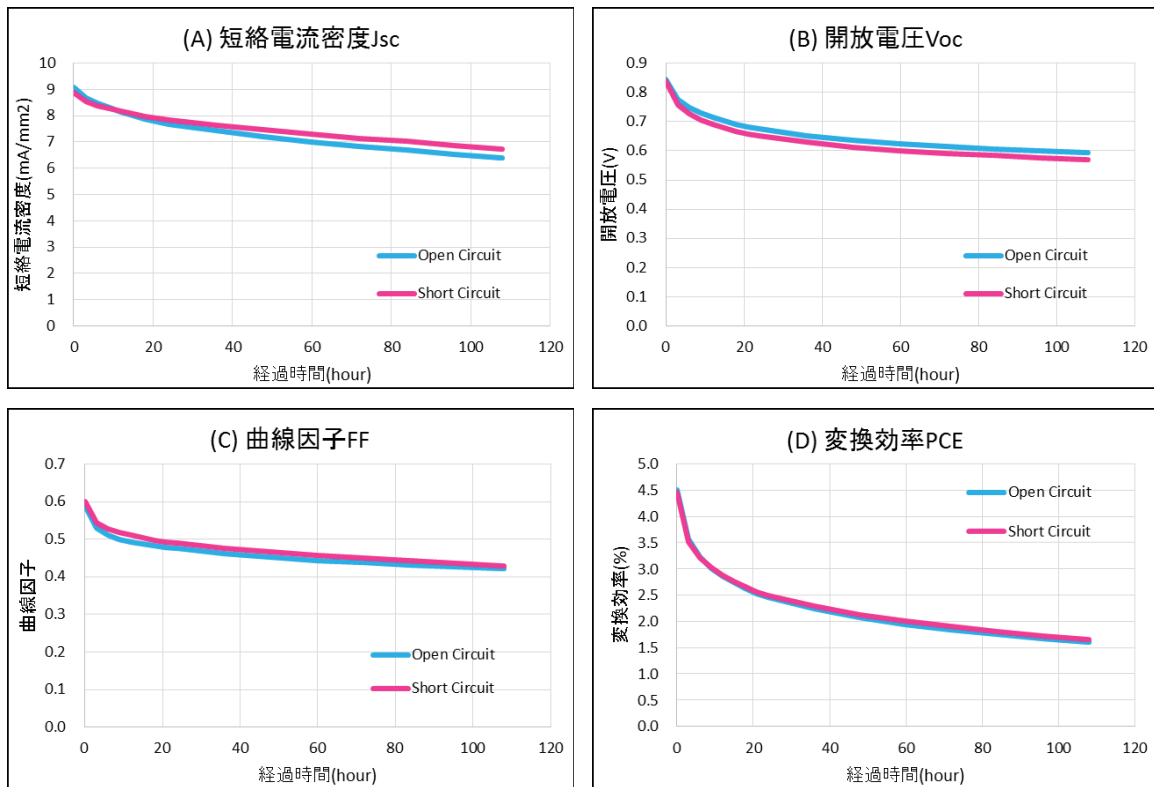 (A) 短絡電流密度Jsc
短絡電流密度(mA/mm2)
10
9
8
7
6
5
4
3
2
1
0
Open Circuit
Short Circuit
0 20 40 60 80 100 120
経過時間(hour)
(B) 開放電圧Voc
開放電圧(V)
0.9
0.8
0.7
0.6
0.5
0.4
0.3
0.2
0.1
0.0
Open Circuit
Short Circuit
0 20 40 60 80 100 120
経過時間(hour)
(C) 曲線因子FF
曲線因子
0.7
0.6
0.5
0.4
0.3
0.2
0.1
0.0
Open Circuit
Short Circuit
0 20 40 60 80 100 120
経過時間(hour)
(D) 変換効率PCE
変換効率(%)
5.0
4.5
4.0
3.5
3.0
2.5
2.0
1.5
1.0
0.5
0.0
Open Circuit
Short Circuit
0 20 40 60 80 100 120
経過時間(hour)